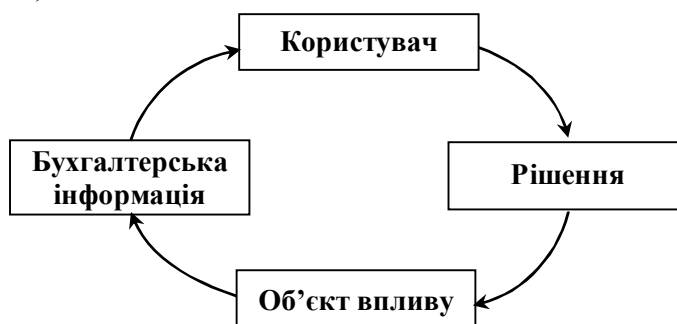 Користувач
Бухгалтерська
інформація
Рішення
Об’єкт впливу